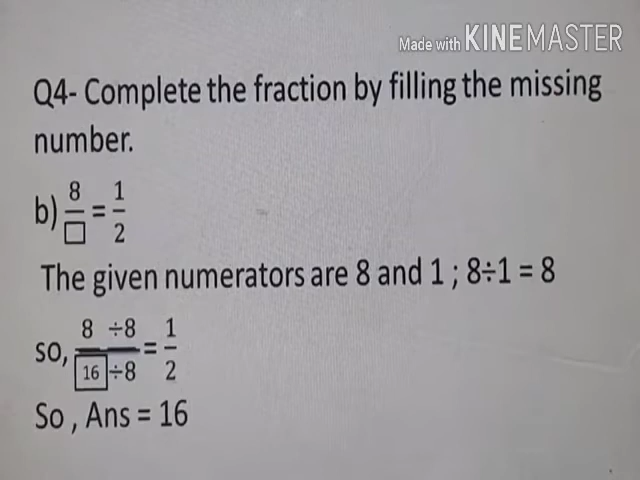 Made with KINEMASTER
Q4- Complete the fraction by filling the missing
number.
b) 8/□ = 1/2
The given numerators are 8 and 1 ; 8÷1 = 8
so, 8 ÷8/16 ÷8 = 1/2
So , Ans = 16